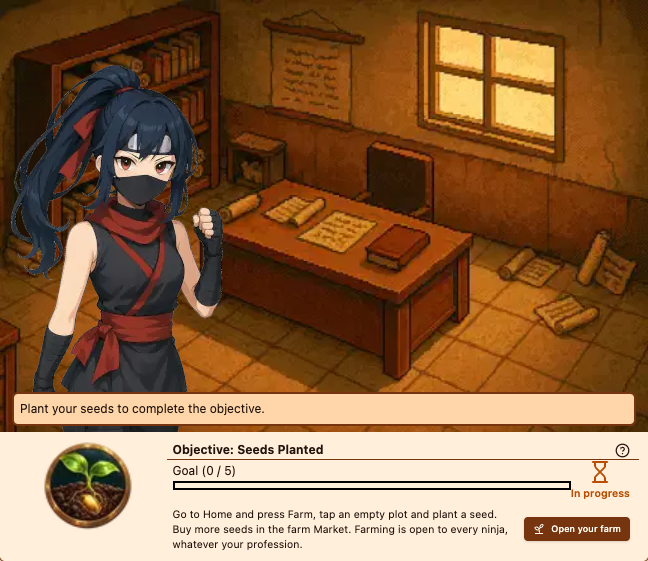 Plant your seeds to complete the objective.
Objective: Seeds Planted
Goal (0 / 5)
In progress
Go to Home and press Farm, tap an empty plot and plant a seed.
Buy more seeds in the farm Market. Farming is open to every ninja,
whatever your profession.
Open your farm